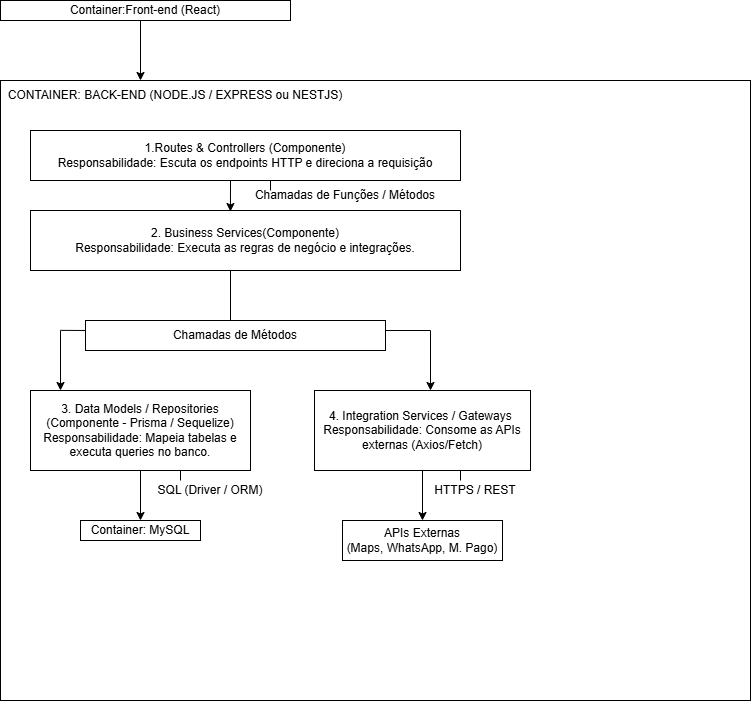 Container:Front-end (React)
CONTAINER: BACK-END (NODE.JS / EXPRESS ou NESTJS)
1.Routes & Controllers (Componente)
Responsabilidade: Escuta os endpoints HTTP e direciona a requisição
Chamadas de Funções / Métodos
2. Business Services(Componente)
Responsabilidade: Executa as regras de negócio e integrações.
Chamadas de Métodos
3. Data Models / Repositories
(Componente - Prisma / Sequelize)
Responsabilidade: Mapeia tabelas e
executa queries no banco.
4. Integration Services / Gateways
Responsabilidade: Consome as APIs
externas (Axios/Fetch)
SQL (Driver / ORM)
HTTPS / REST
Container: MySQL
APIs Externas
(Maps, WhatsApp, M. Pago)